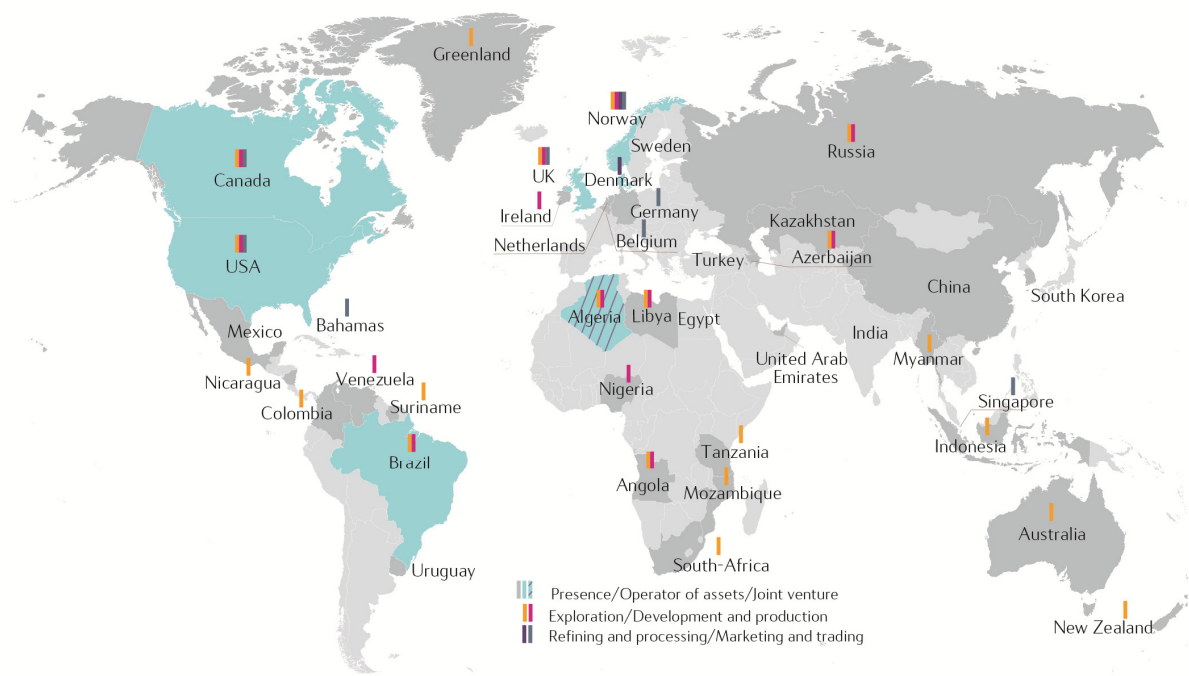 Greenland
Norway
Sweden
Russia
Canada
UK
Denmark
Ireland
Germany
Kazakhstan
Netherlands
Belgium
Turkey
Azerbaijan
USA
China
South Korea
Bahamas
Algeria
Libya
Egypt
Mexico
India
Myanmar
United Arab
Emirates
Nicaragua
Venezuela
Nigeria
Colombia
Suriname
Singapore
Indonesia
Brazil
Tanzania
Angola
Mozambique
Australia
South-Africa
Uruguay
New Zealand
Presence/Operator of assets/Joint venture
Exploration/Development and production
Refining and processing/Marketing and trading